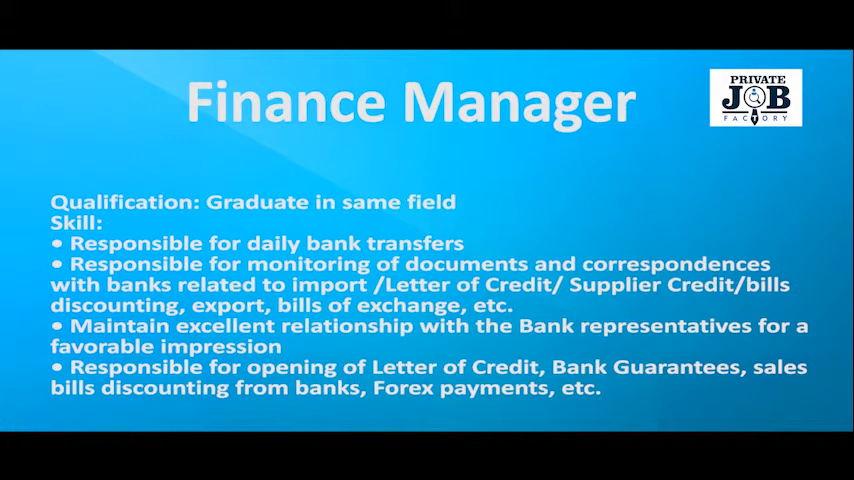 Finance Manager
PRIVATE
JOB
FACTORY
Qualification: Graduate in same field
Skill:
• Responsible for daily bank transfers
• Responsible for monitoring of documents and correspondences
with banks related to import /Letter of Credit/ Supplier Credit/bills
discounting, export, bills of exchange, etc.
• Maintain excellent relationship with the Bank representatives for a
favorable impression
• Responsible for opening of Letter of Credit, Bank Guarantees, sales
bills discounting from banks, Forex payments, etc.